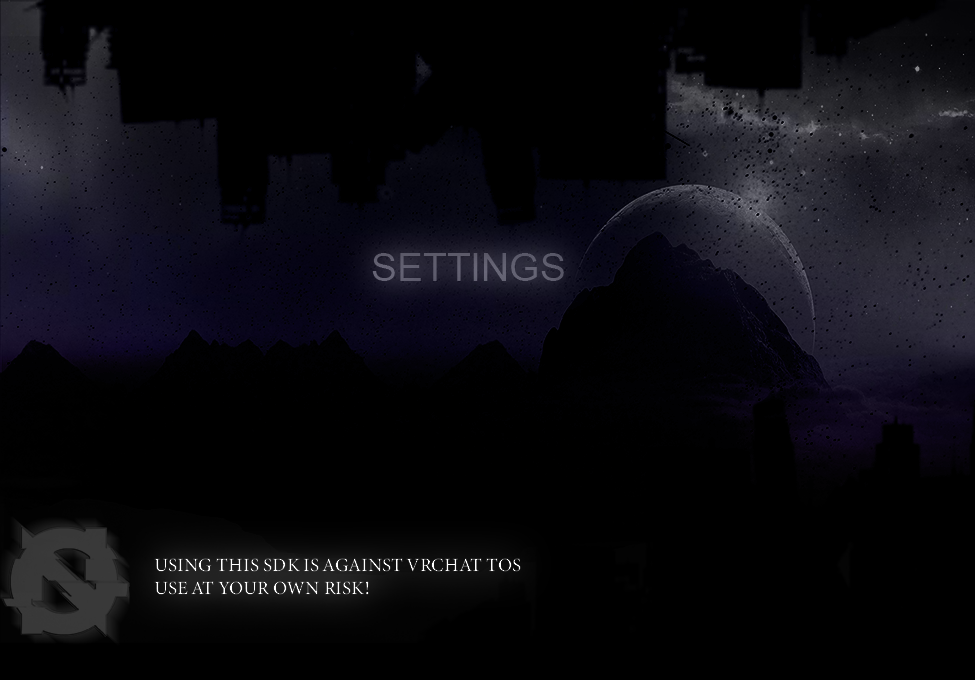 SETTINGS
USING THIS SDK IS AGAINST VRCHAT TOS
USE AT YOUR OWN RISK!